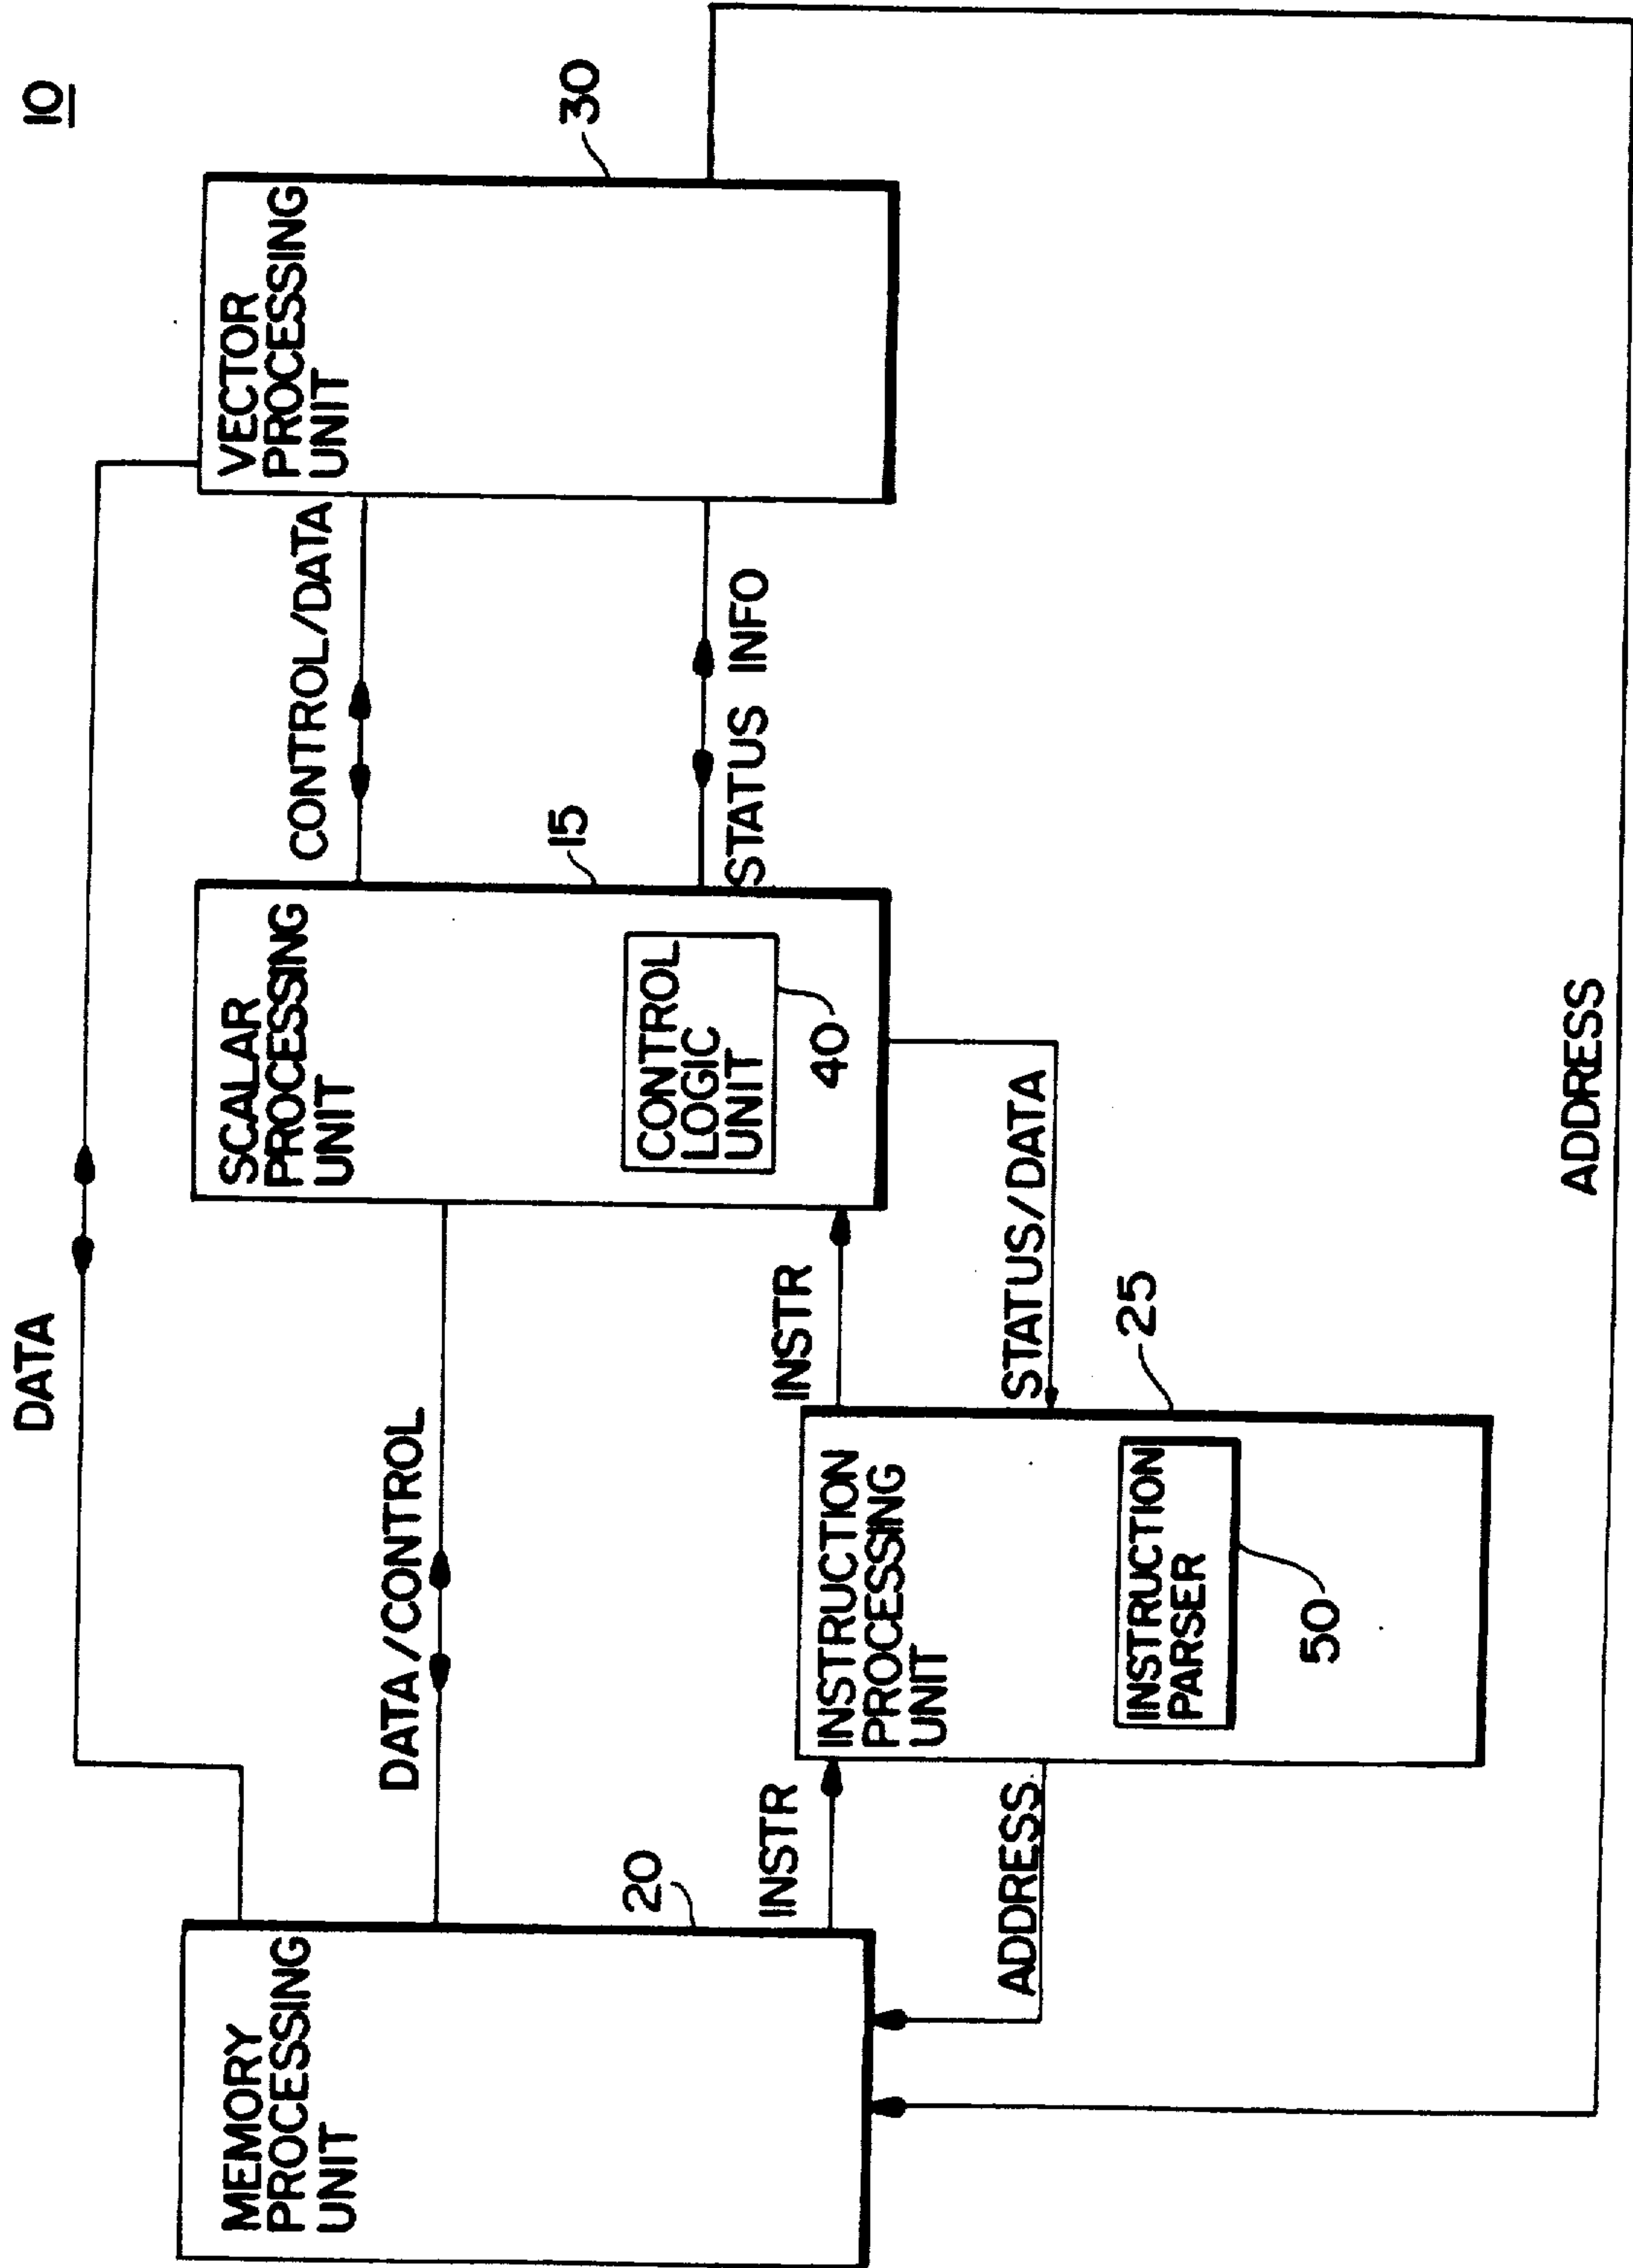 10
DATA
MEMORY
PROCESSING
UNIT
20
DATA/CONTROL
SCALAR
PROCESSING
UNIT
15
CONTROL
LOGIC
UNIT
40
CONTROL/DATA
STATUS INFO
VECTOR
PROCESSING
UNIT
30
INSTR
INSTR
ADDRESS
STATUS/DATA
INSTRUCTION
PROCESSING
UNIT
25
INSTRUCTION
PARSER
50
ADDRESS